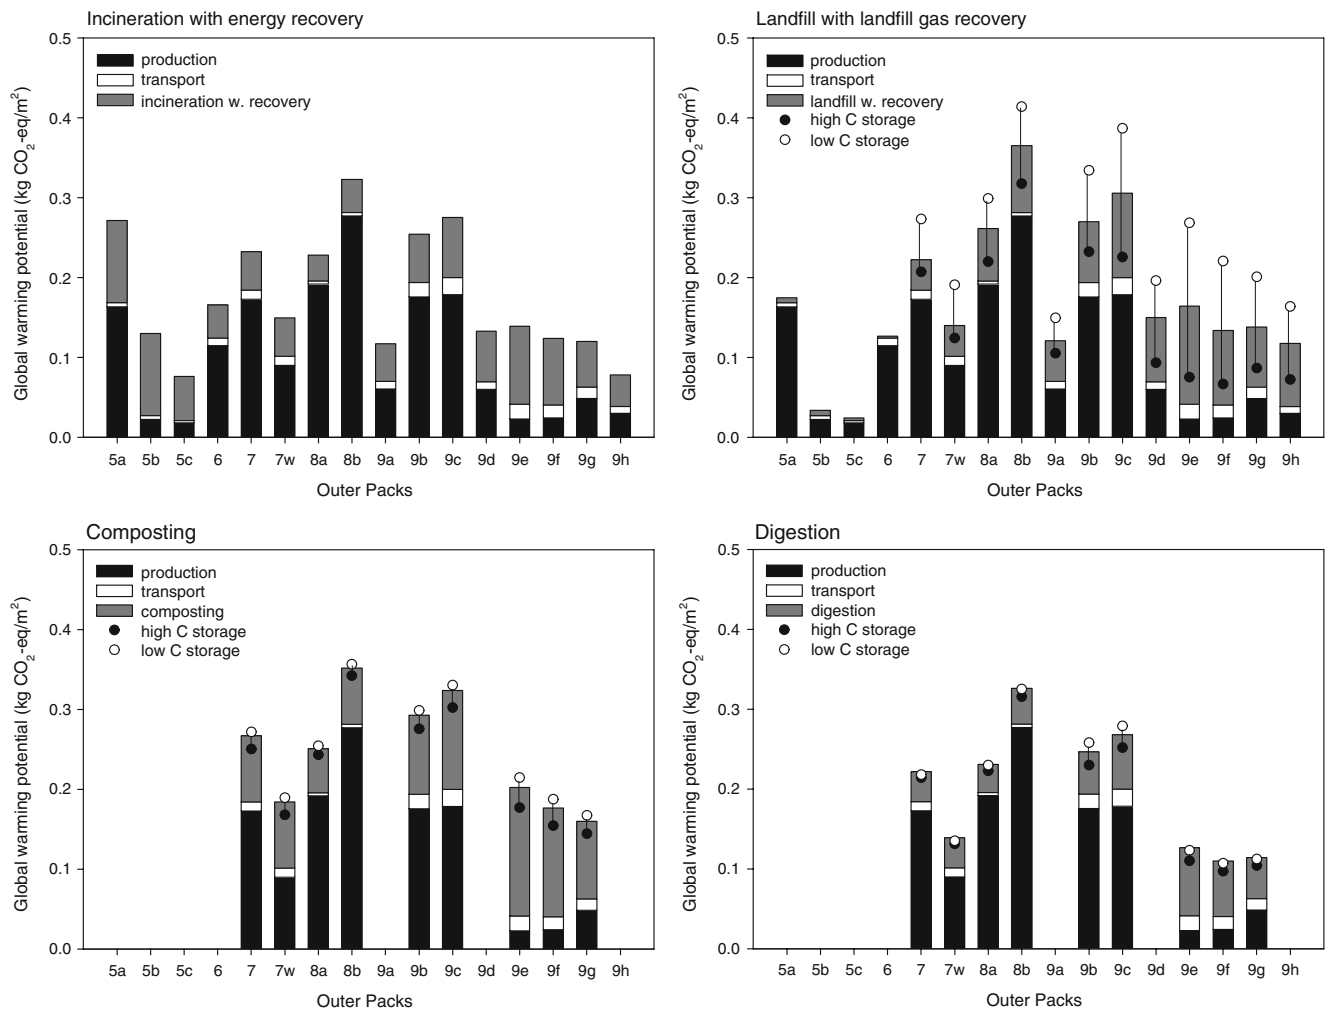 Incineration with energy recovery
0.5
0.4
0.3
0.2
0.1
0.0
Global warming potential (kg CO2-eq/m2)
production
transport
incineration w. recovery
5a 5b 5c 6 7 7w 8a 8b 9a 9b 9c 9d 9e 9f 9g 9h
Outer Packs
Landfill with landfill gas recovery
0.5
0.4
0.3
0.2
0.1
0.0
Global warming potential (kg CO2-eq/m2)
production
transport
landfill w. recovery
high C storage
low C storage
5a 5b 5c 6 7 7w 8a 8b 9a 9b 9c 9d 9e 9f 9g 9h
Outer Packs
Composting
0.5
0.4
0.3
0.2
0.1
0.0
Global warming potential (kg CO2-eq/m2)
production
transport
composting
high C storage
low C storage
5a 5b 5c 6 7 7w 8a 8b 9a 9b 9c 9d 9e 9f 9g 9h
Outer Packs
Digestion
0.5
0.4
0.3
0.2
0.1
0.0
Global warming potential (kg CO2-eq/m2)
production
transport
digestion
high C storage
low C storage
5a 5b 5c 6 7 7w 8a 8b 9a 9b 9c 9d 9e 9f 9g 9h
Outer Packs